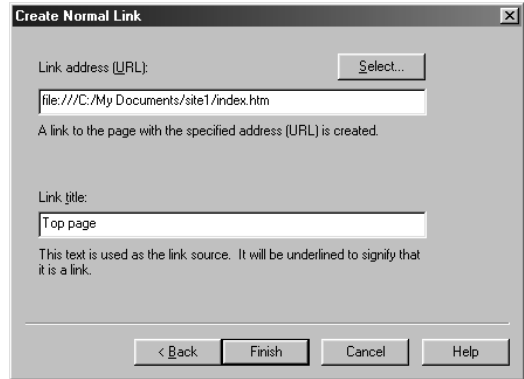 Create Normal Link
Link address (URL):
Select...
file:///C:/My Documents/site1/index.htm
A link to the page with the specified address (URL) is created.
Link title:
Top page
This text is used as the link source.  It will be underlined to signify that
it is a link.
< Back
Finish
Cancel
Help